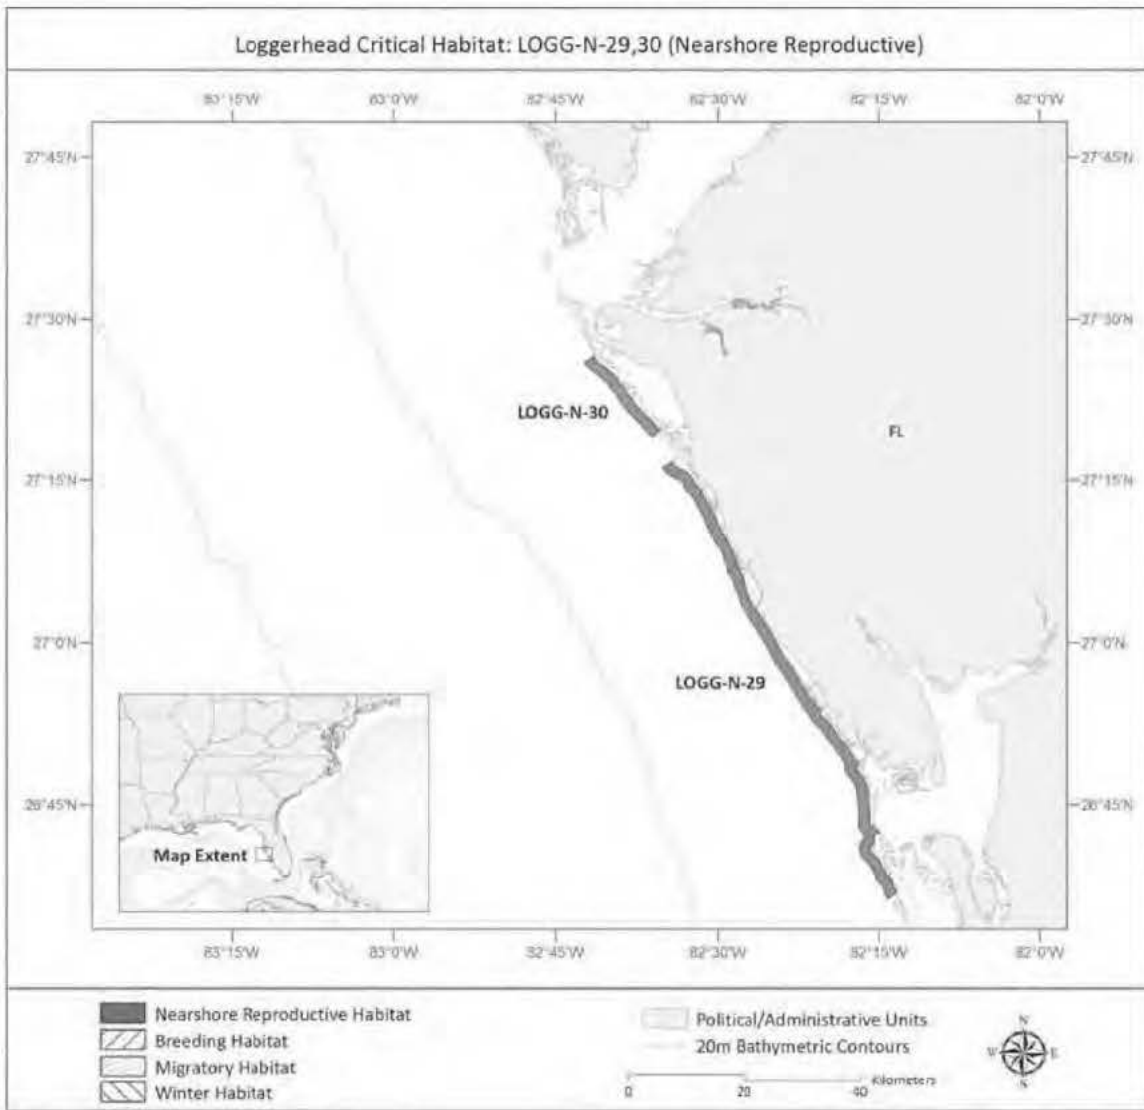 Loggerhead Critical Habitat: LOGG-N-29,30 (Nearshore Reproductive)
83°15'W 83°0'W 82°45'W 82°30'W 82°15'W 82°0'W
27°45'N 27°45'N
27°30'N 27°30'N
LOGG-N-30
FL
27°15'N 27°15'N
27°0'N 27°0'N
LOGG-N-29
26°45'N 26°45'N
Map Extent
83°15'W 83°0'W 82°45'W 82°30'W 82°15'W 82°0'W
Nearshore Reproductive Habitat
Breeding Habitat
Migratory Habitat
Winter Habitat
Political/Administrative Units
20m Bathymetric Contours
Kilometers
0 20 40
N
W E
S